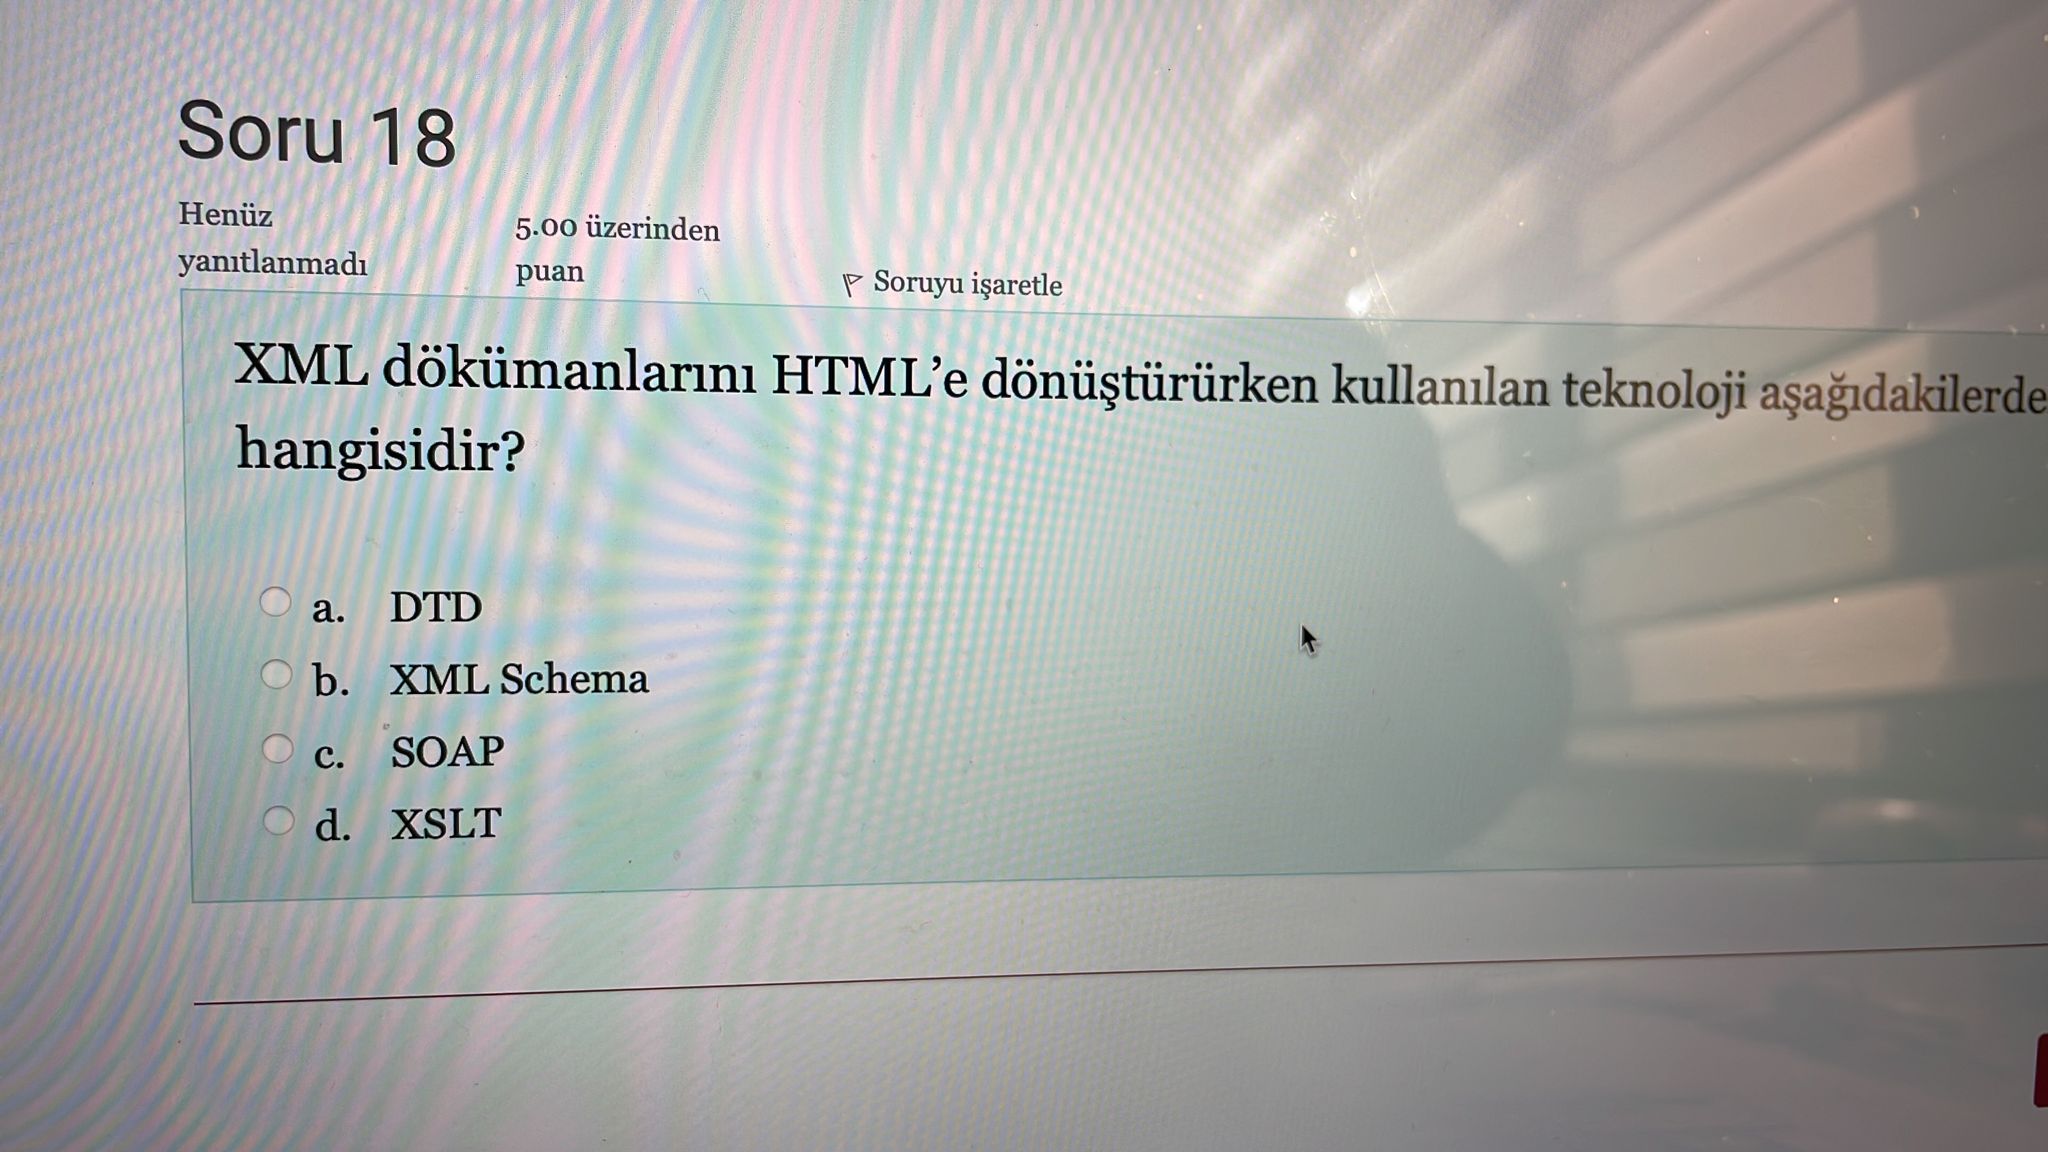 Soru 18
Henüz
yanıtlanmadı
5.00 üzerinden
puan
Soruyu işaretle
XML dökümanlarını HTML’e dönüştürürken kullanılan teknoloji aşağıdakilerde
hangisidir?
a. DTD
b. XML Schema
c. SOAP
d. XSLT